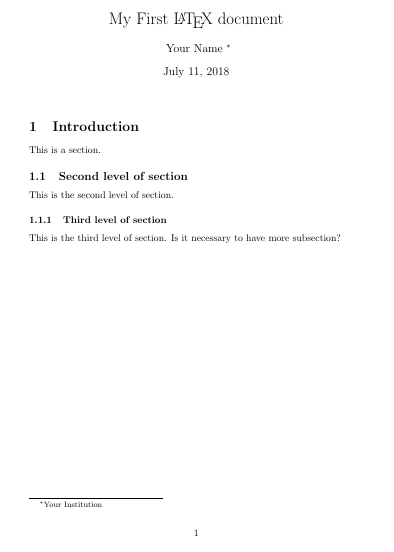 My First LATEX document
Your Name *
July 11, 2018
1 Introduction
This is a section.
1.1 Second level of section
This is the second level of section.
1.1.1 Third level of section
This is the third level of section. Is it necessary to have more subsection?
*Your Institution
1